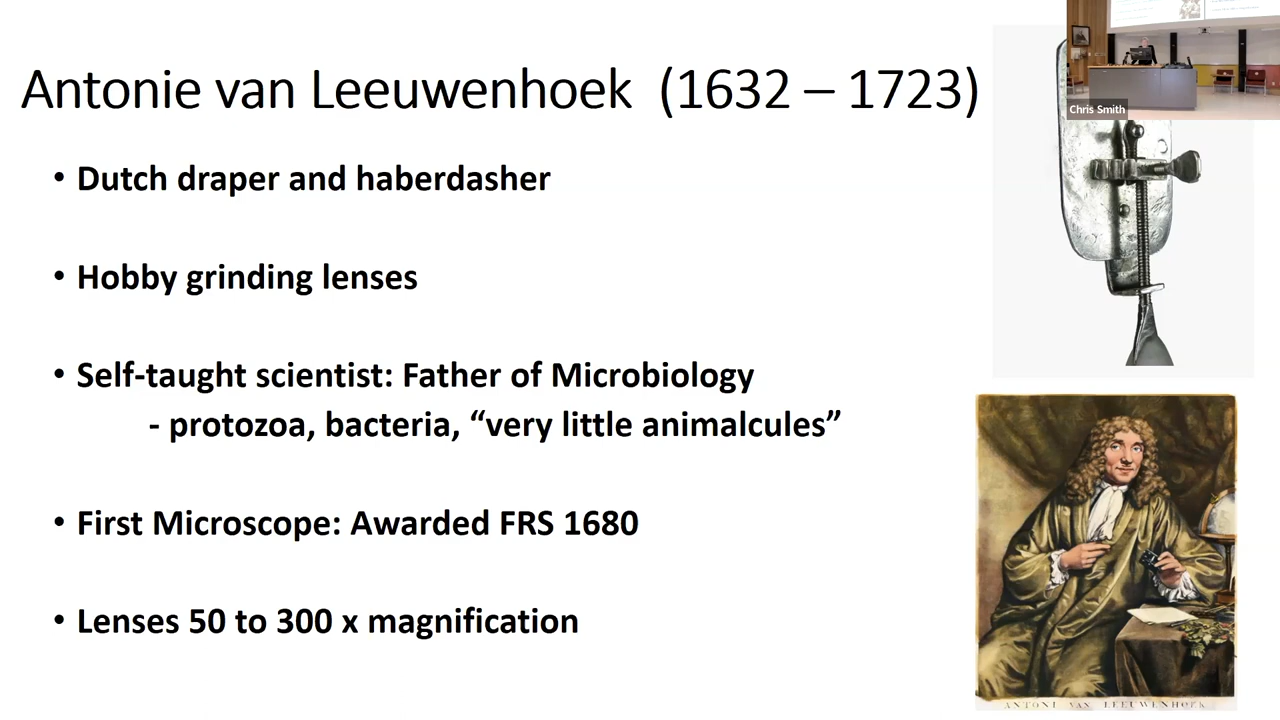 Antonie van Leeuwenhoek (1632 – 1723)
Chris Smith
• Dutch draper and haberdasher
• Hobby grinding lenses
• Self-taught scientist: Father of Microbiology
- protozoa, bacteria, “very little animalcules”
• First Microscope: Awarded FRS 1680
• Lenses 50 to 300 x magnification
ANTONI VAN LEEUWENHOEK